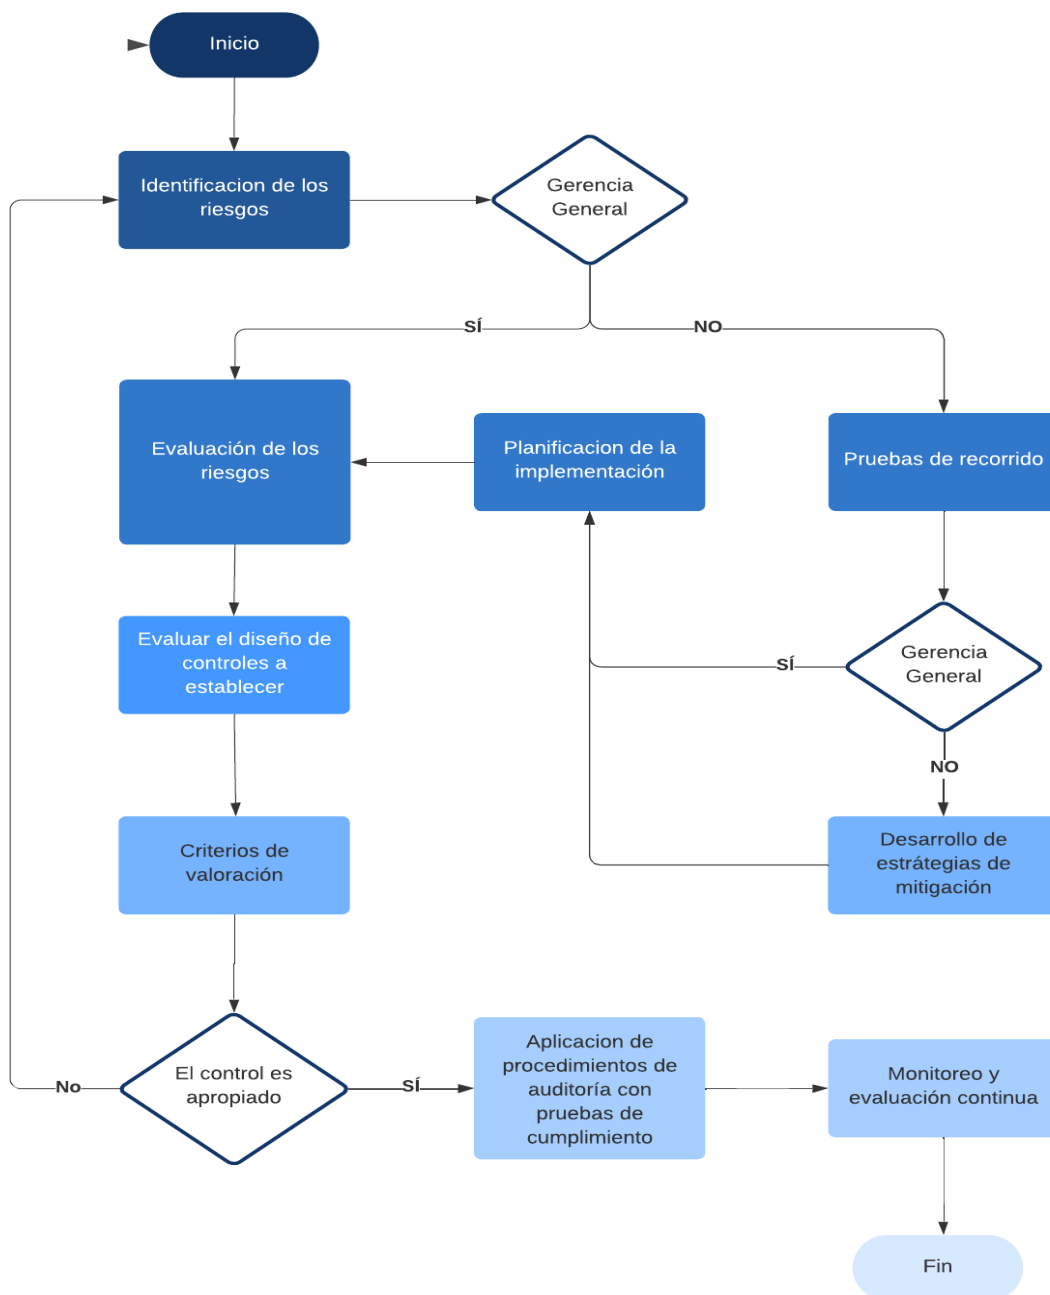 Inicio
Identificacion de los
riesgos
Gerencia
General
SÍ
NO
Evaluación de los
riesgos
Planificacion de la
implementación
Pruebas de recorrido
Evaluar el diseño de
controles a
establecer
Gerencia
General
SÍ
NO
Criterios de
valoración
Desarrollo de
estrátegias de
mitigación
El control es
apropiado
No
SÍ
Aplicacion de
procedimientos de
auditoría con
pruebas de
cumplimiento
Monitoreo y
evaluación continua
Fin